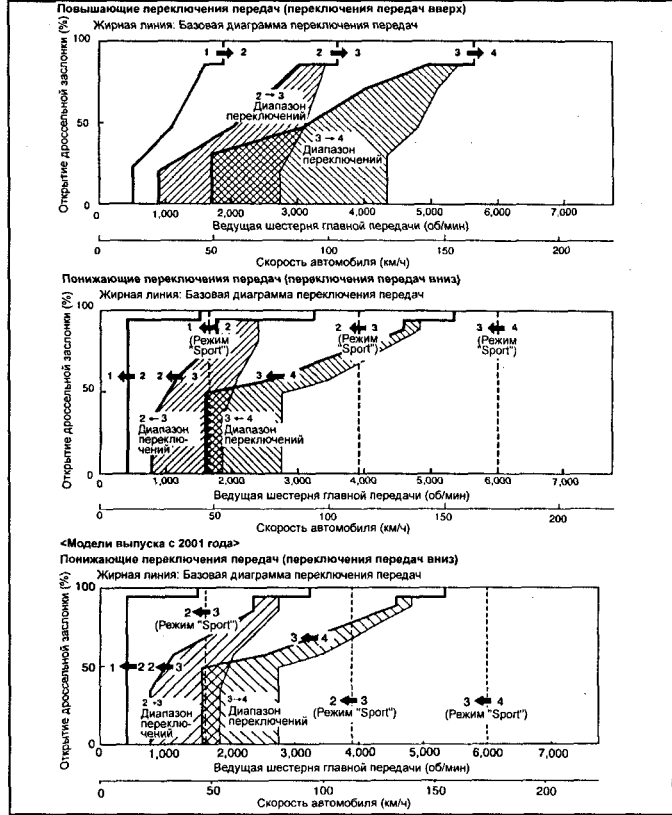 Повышающие переключения передач (переключения передач вверх)
Жирная линия: Базовая диаграмма переключения передач
Открытие дроссельной заслонки (%)
100
50
0
1 2
2 3
3 4
2 → 3
Диапазон
переключений
3 → 4
Диапазон
переключений
0 1,000 2,000 3,000 4,000 5,000 6,000 7,000
Ведущая шестерня главной передачи (об/мин)
0 50 100 150 200
Скорость автомобиля (км/ч)
Понижающие переключения передач (переключения передач вниз)
Жирная линия: Базовая диаграмма переключения передач
Открытие дроссельной заслонки (%)
100
50
0
1 2
(Режим
"Sport")
2 3
(Режим
"Sport")
3 4
(Режим
"Sport")
1 2 2 3 3 4
2 ← 3
Диапазон
переклю-
чений
3 ← 4
Диапазон
переключений
0 1,000 2,000 3,000 4,000 5,000 6,000 7,000
Ведущая шестерня главной передачи (об/мин)
0 50 100 150 200
Скорость автомобиля (км/ч)
<Модели выпуска с 2001 года>
Понижающие переключения передач (переключения передач вниз)
Жирная линия: Базовая диаграмма переключения передач
Открытие дроссельной заслонки (%)
100
50
0
2 3
(Режим "Sport")
3 4
1 2 2 3
2 → 3
Диапазон
переклю-
чений
3 → 4
Диапазон
переключений
2 3
(Режим "Sport")
3 4
(Режим "Sport")
0 1,000 2,000 3,000 4,000 5,000 6,000 7,000
Ведущая шестерня главной передачи (об/мин)
0 50 100 150 200
Скорость автомобиля (км/ч)